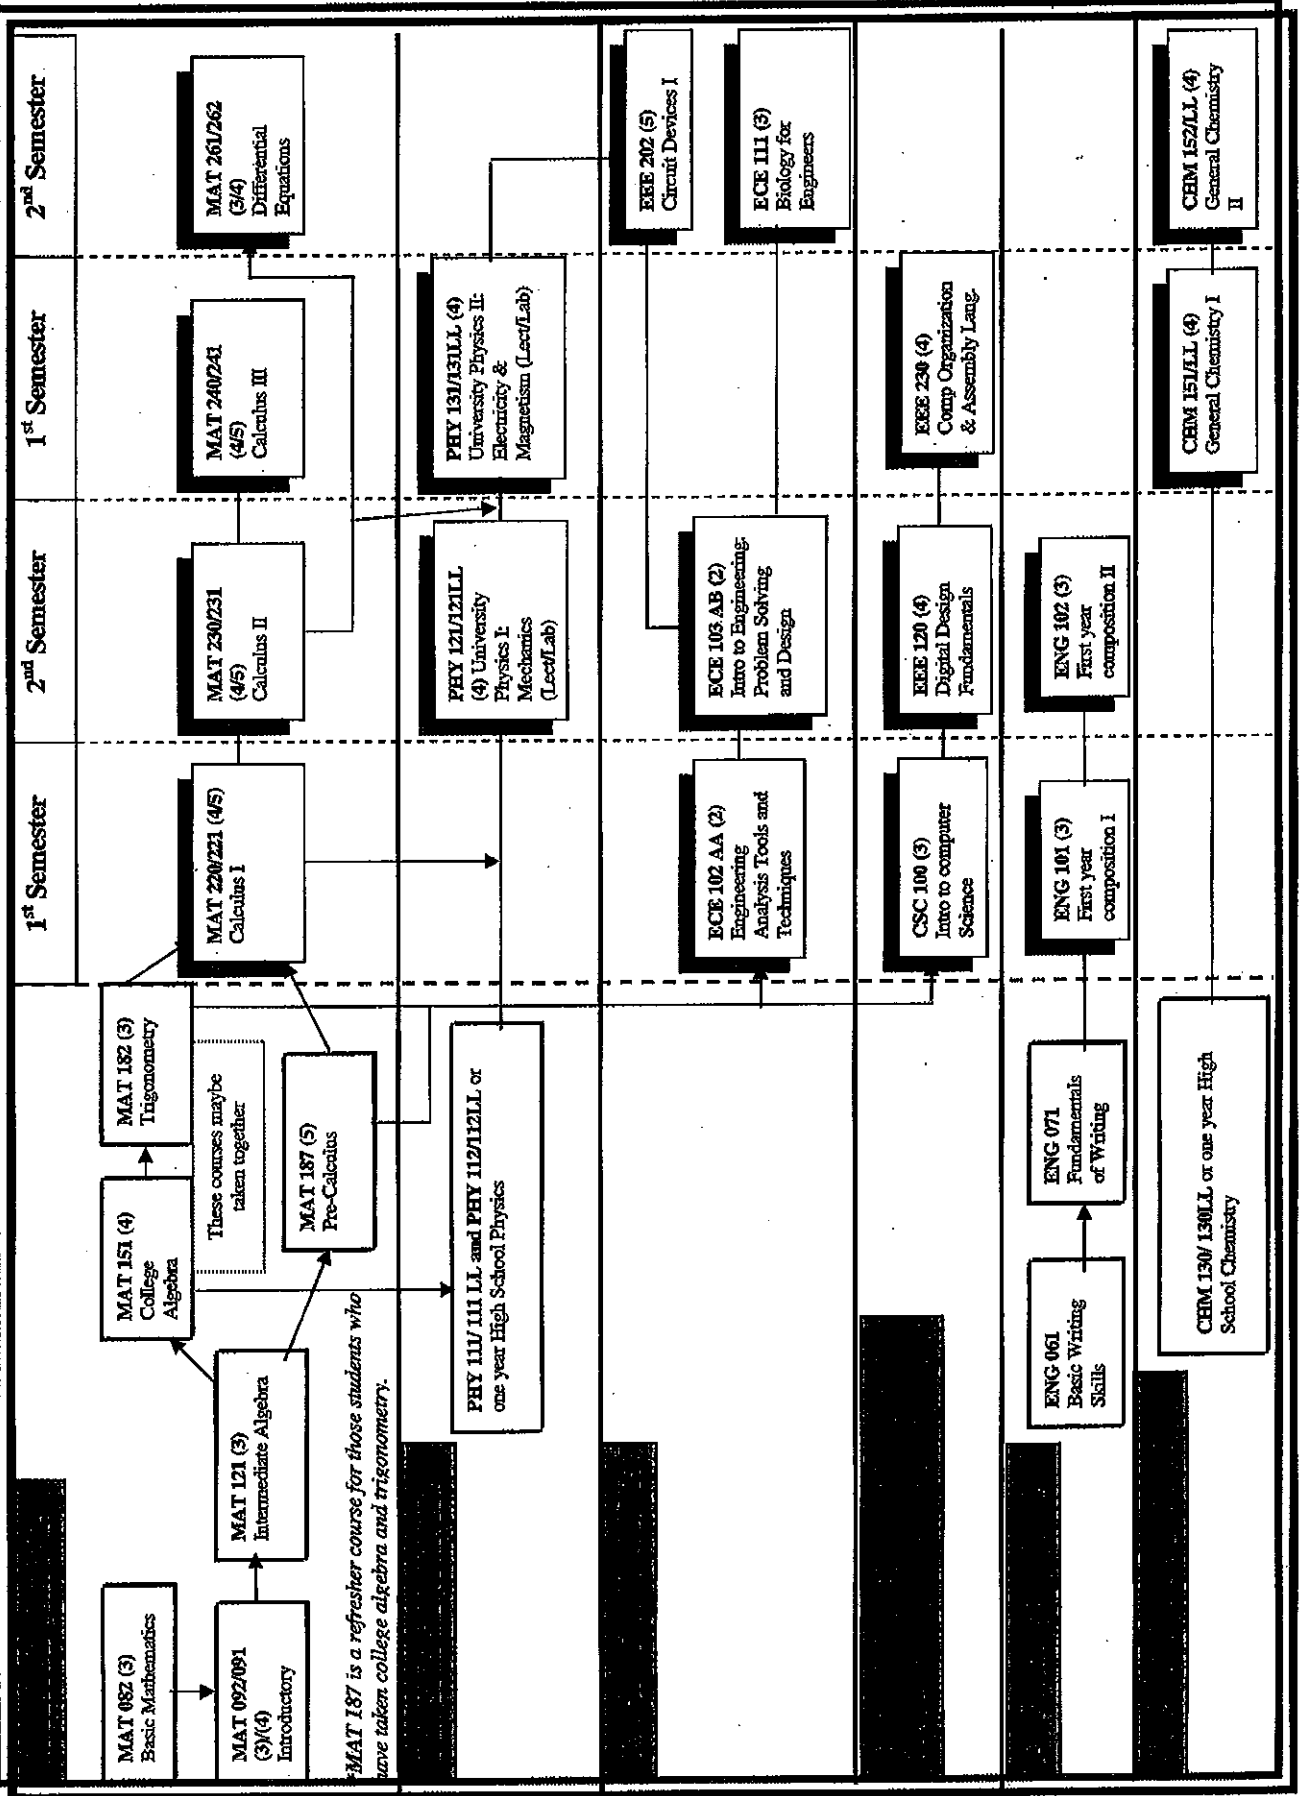 1st Semester
2nd Semester
1st Semester
2nd Semester
MAT 082 (3)
Basic Mathematics
MAT 092/091
(3)/(4)
Introductory
MAT 121 (3)
Intermediate Algebra
MAT 151 (4)
College
Algebra
MAT 182 (3)
Trigonometry
These courses maybe
taken together
MAT 187 (5)
Pre-Calculus
MAT 220/221 (4/5)
Calculus I
MAT 230/231
(4/5)
Calculus II
MAT 240/241
(4/5)
Calculus III
MAT 261/262
(3/4)
Differential
Equations
*MAT 187 is a refresher course for those students who
have taken college algebra and trigonometry.
PHY 111/ 111 LL and PHY 112/112LL or
one year High School Physics
PHY 121/121LL
(4) University
Physics I:
Mechanics
(Lect/Lab)
PHY 131/131LL (4)
University Physics II:
Electricity &
Magnetism (Lect/Lab)
ECE 102 AA (2)
Engineering
Analysis Tools and
Techniques
ECE 103 AB (2)
Intro to Engineering:
Problem Solving
and Design
EEE 202 (5)
Circuit Devices I
ECE 111 (3)
Biology for
Engineers
CSC 100 (3)
Intro to computer
Science
EEE 120 (4)
Digital Design
Fundamentals
EEE 230 (4)
Comp Organization
& Assembly Lang.
ENG 061
Basic Writing
Skills
ENG 071
Fundamentals
of Writing
ENG 101 (3)
First year
composition I
ENG 102 (3)
First year
composition II
CHM 130/ 130LL or one year High
School Chemistry
CHM 151/LL (4)
General Chemistry I
CHM 152/LL (4)
General Chemistry
II